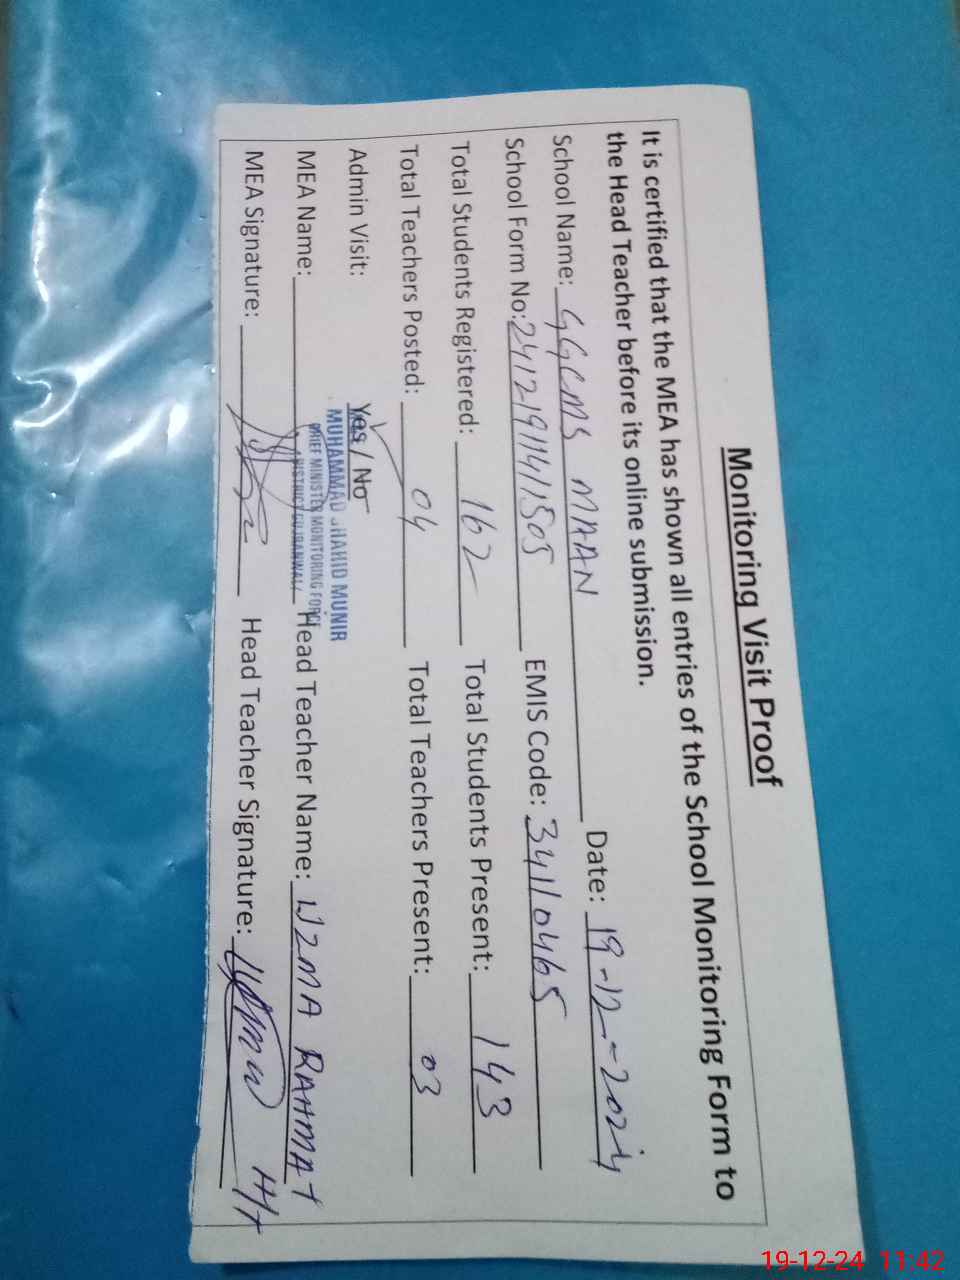 Monitoring Visit Proof
It is certified that the MEA has shown all entries of the School Monitoring Form to
the Head Teacher before its online submission.
School Name: GGCMS MAAN Date: 19-12-2024
School Form No: 24121911411505 EMIS Code: 34110465
Total Students Registered: 162 Total Students Present: 143
Total Teachers Posted: 04 Total Teachers Present: 03
Admin Visit: Yes / No
MUHAMMAD SHAHID MUNIR
CHIEF MINISTER MONITORING FORCE
DISTRICT GUJRANWALA
MEA Name: Head Teacher Name: UZMA RAHMAT
MEA Signature: Head Teacher Signature:
19-12-24 11:42